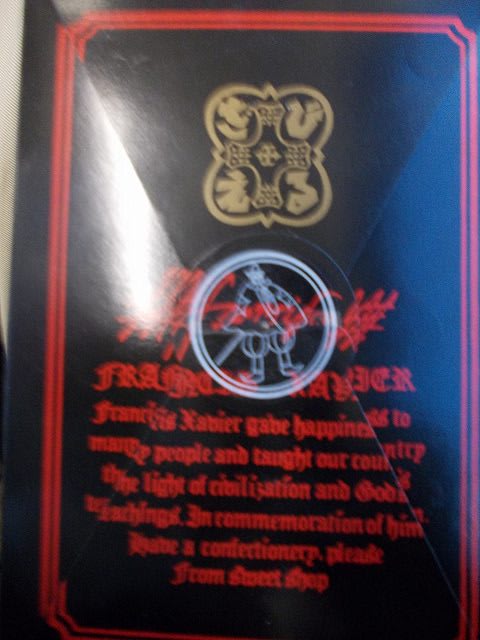 FRANCIS XAVIER
Francis Xavier gave happiness to
many people and taught our country
the light of civilization and God's
teachings. In commemoration of him.
Have a confectionery, please
From sweet shop